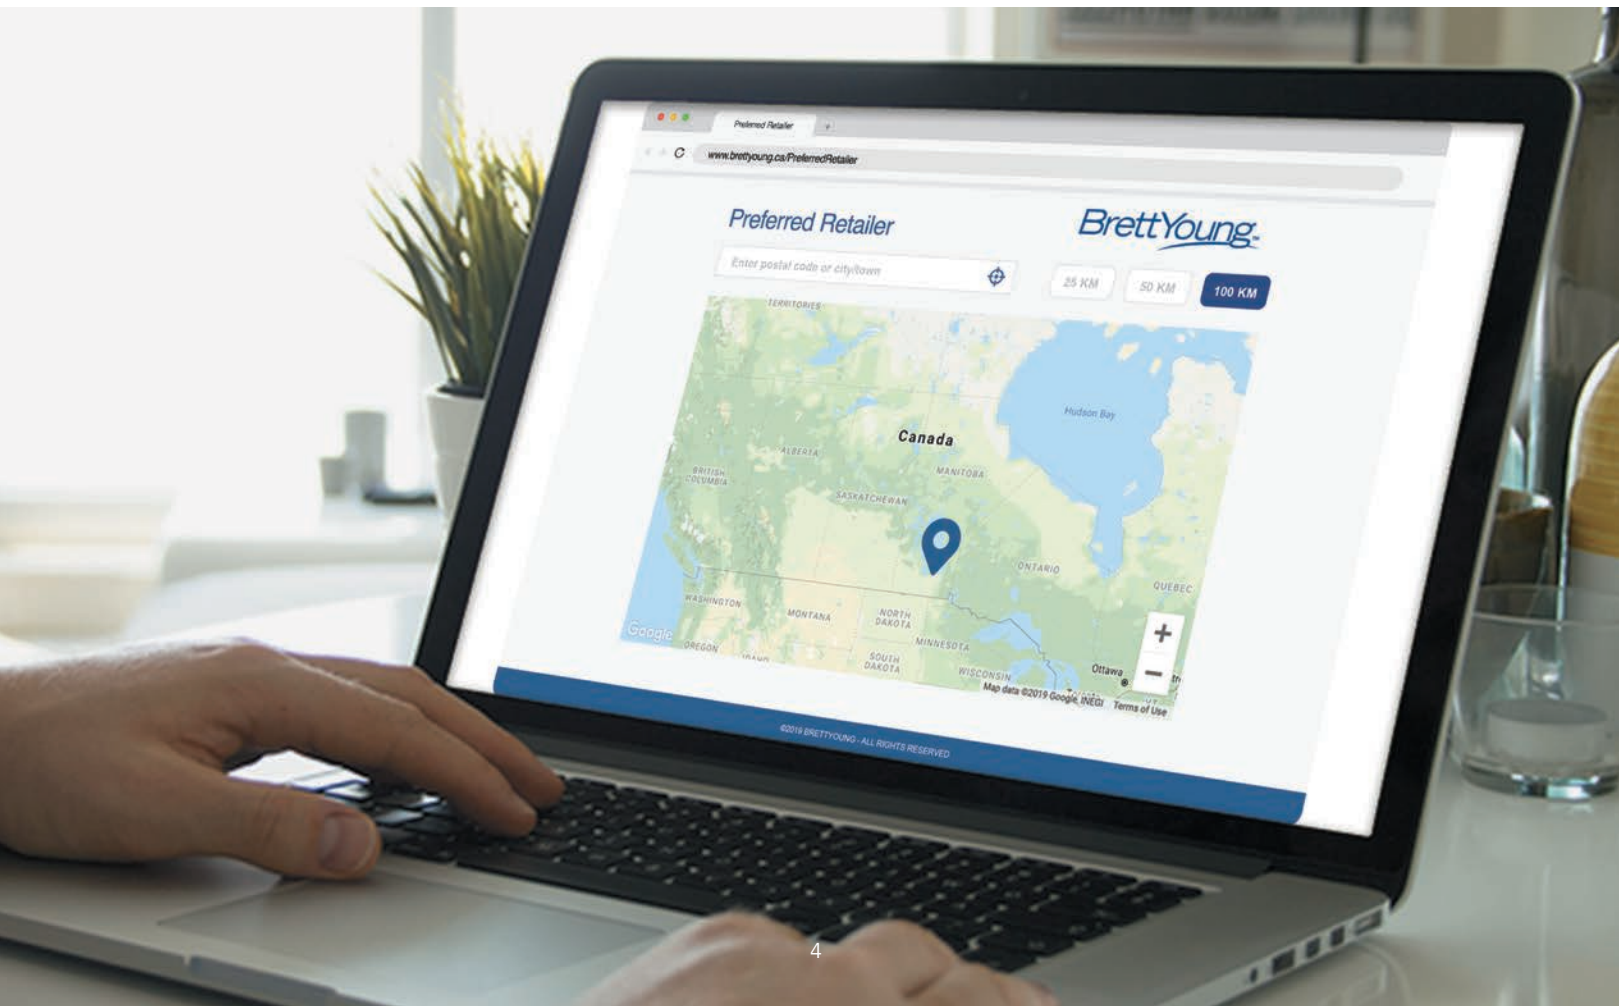 Preferred Retailer
www.brettyoung.ca/PreferredRetailer
Preferred Retailer
BrettYoung™
Enter postal code or city/town
25 KM
50 KM
100 KM
TERRITORIES
Hudson Bay
Canada
ALBERTA
MANITOBA
BRITISH
COLUMBIA
SASKATCHEWAN
ONTARIO
QUEBEC
WASHINGTON
MONTANA
NORTH
DAKOTA
MINNESOTA
Google
OREGON
IDAHO
SOUTH
DAKOTA
WISCONSIN
Ottawa
Map data ©2019 Google, INEGI
Terms of Use
©2019 BRETTYOUNG - ALL RIGHTS RESERVED
4